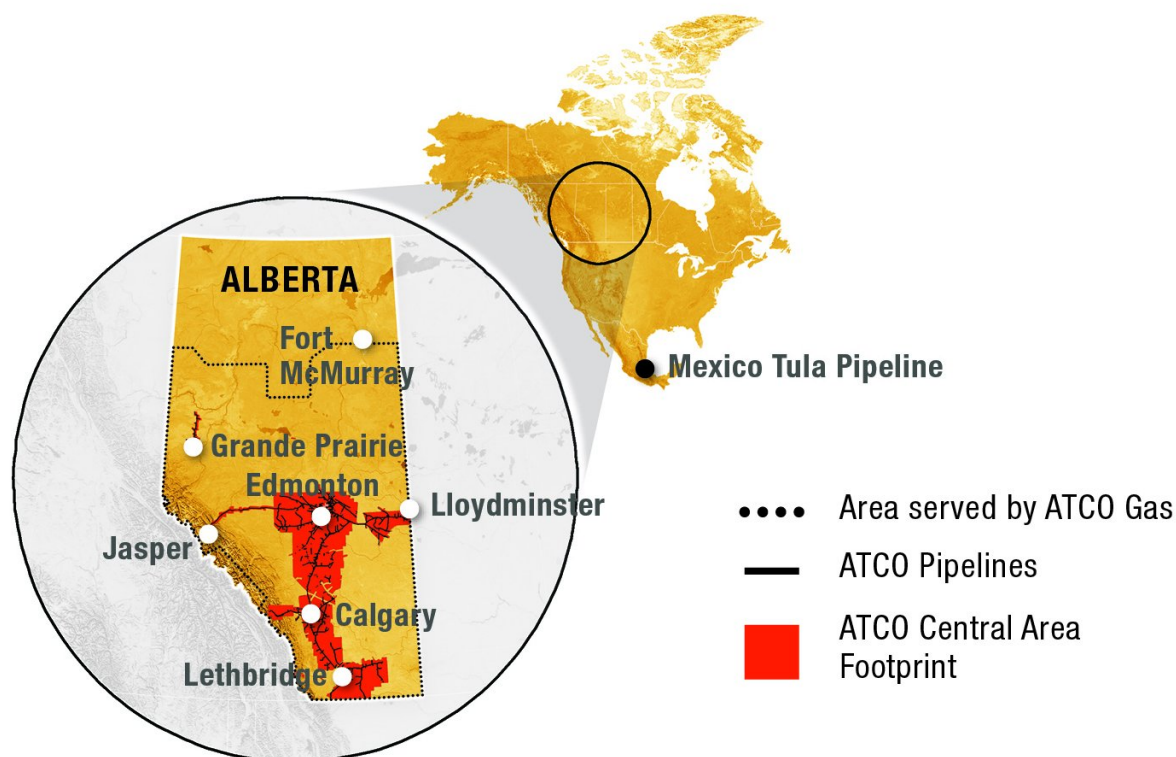 ALBERTA
Fort
McMurray
Grande Prairie
Edmonton
Lloydminster
Jasper
Calgary
Lethbridge
Mexico Tula Pipeline
Area served by ATCO Gas
ATCO Pipelines
ATCO Central Area
Footprint